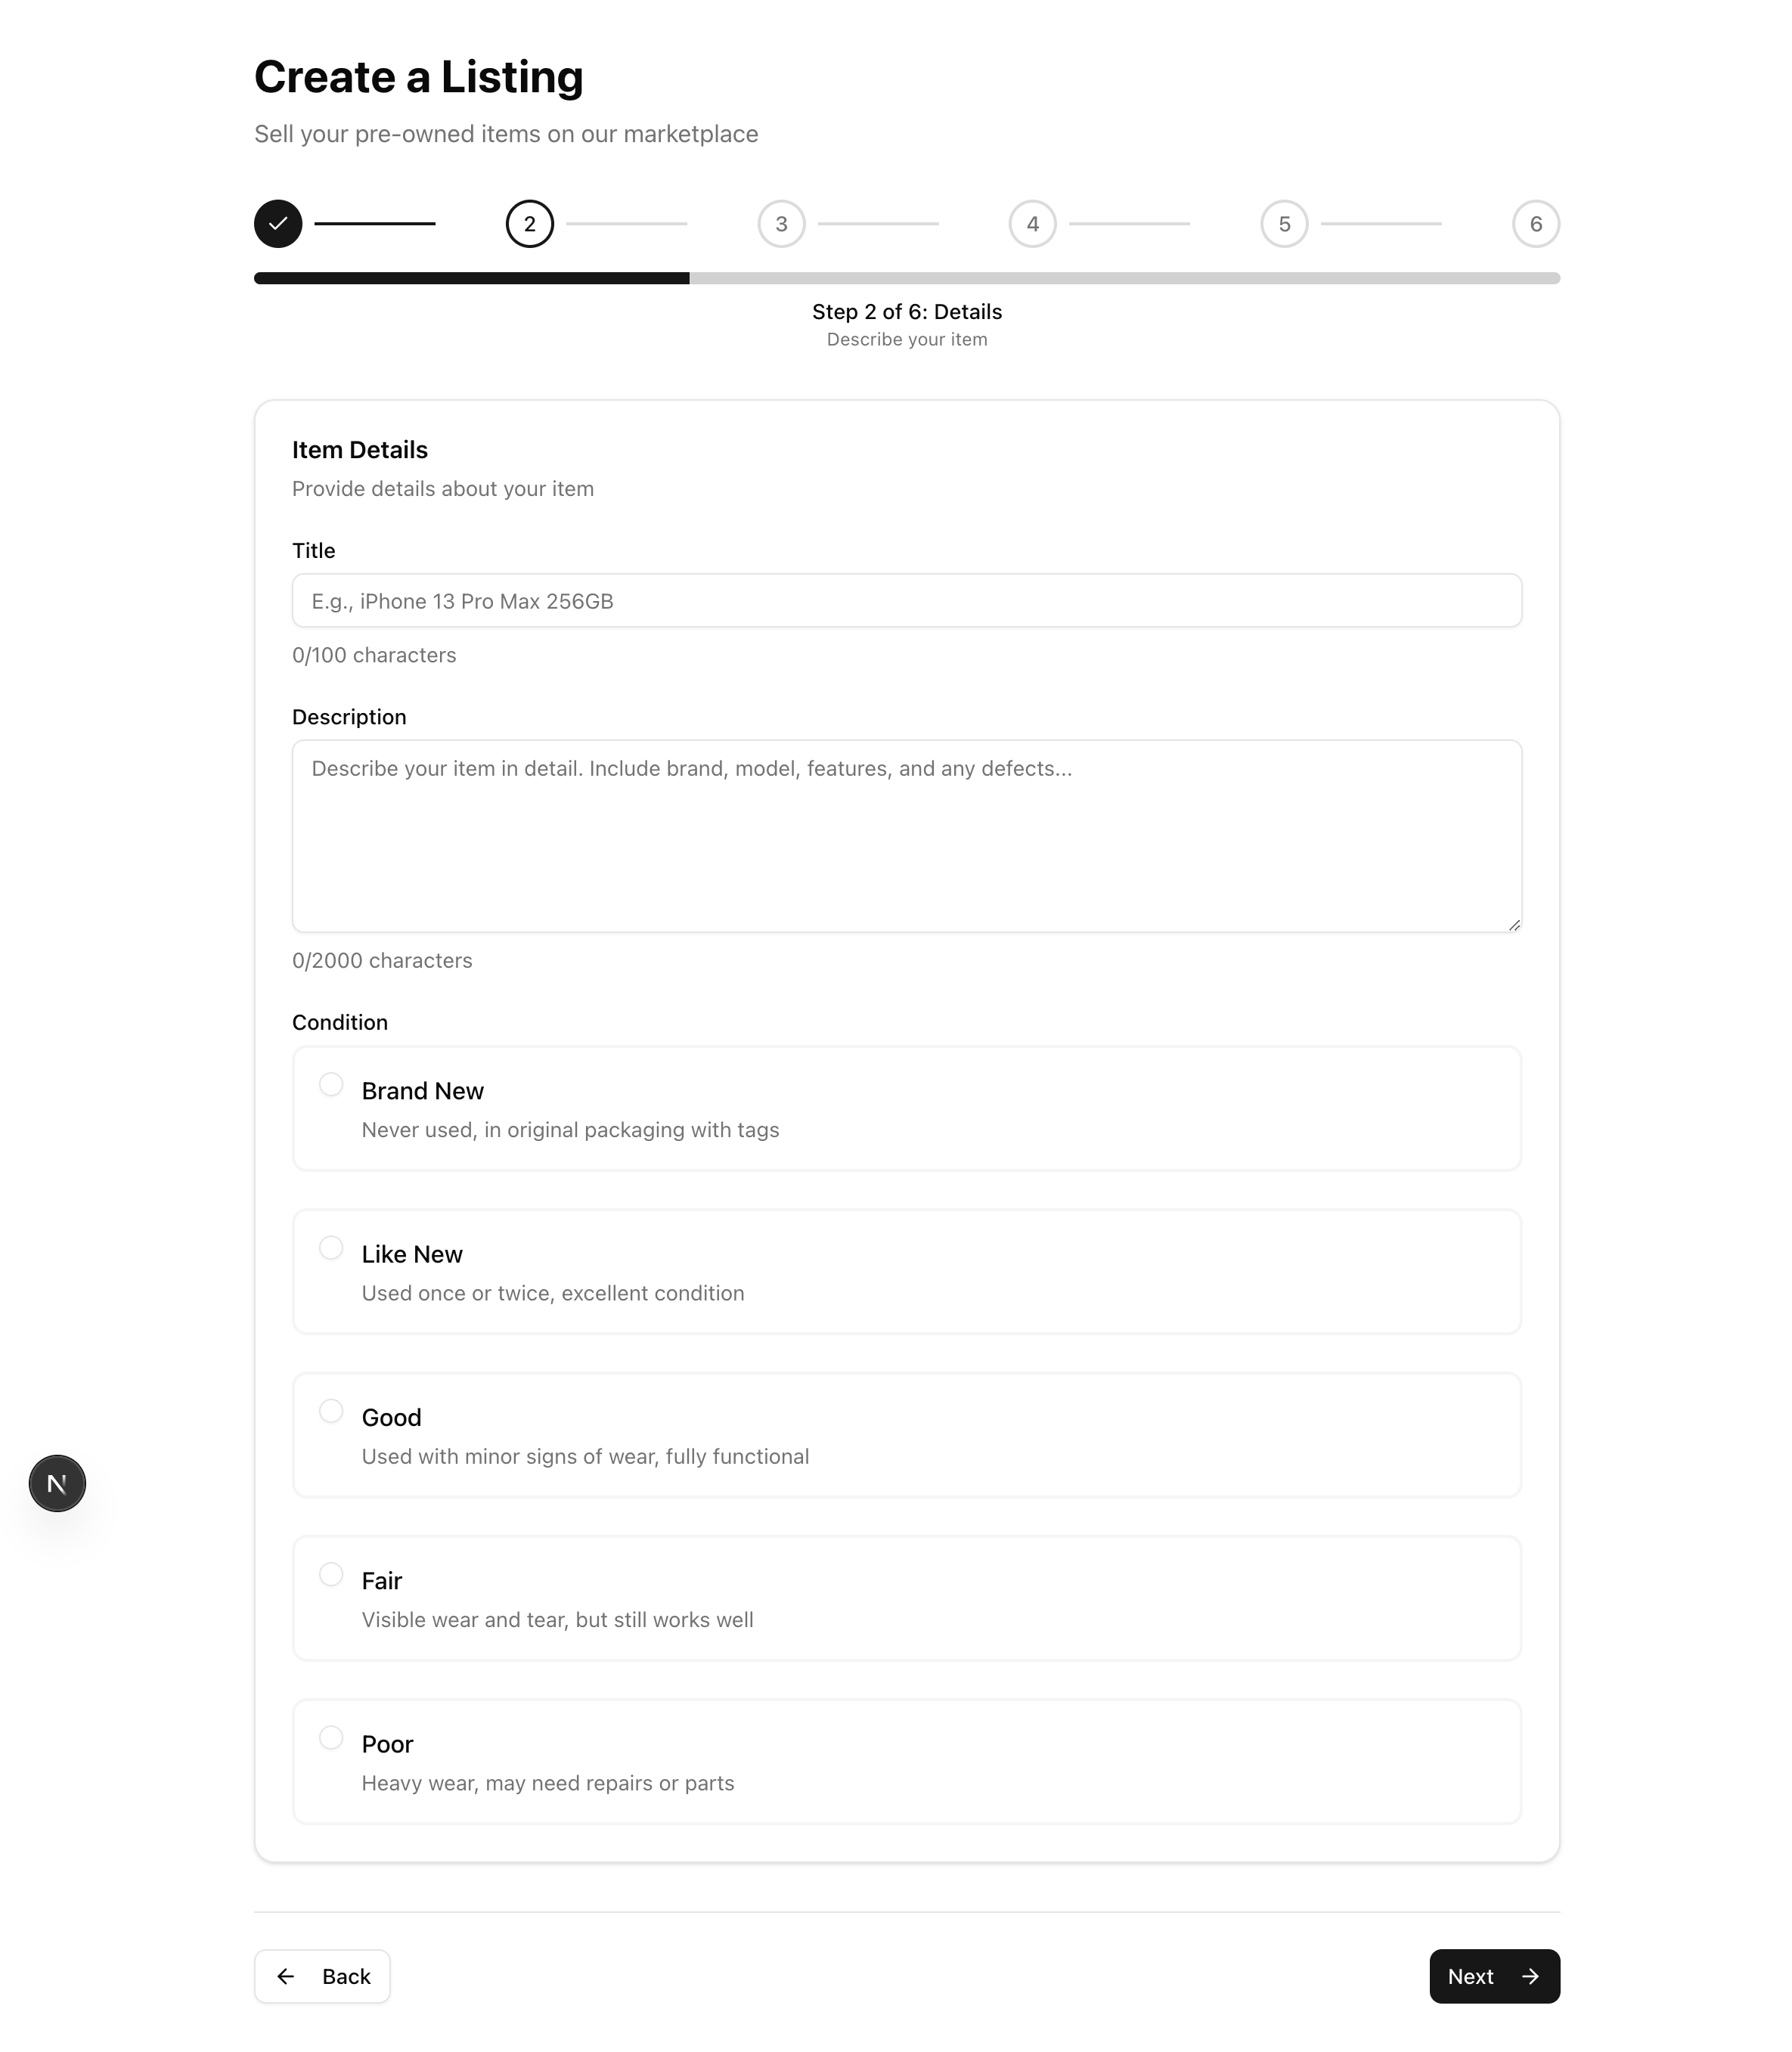 Create a Listing
Sell your pre-owned items on our marketplace
2 3 4 5 6
Step 2 of 6: Details
Describe your item
Item Details
Provide details about your item
Title
E.g., iPhone 13 Pro Max 256GB
0/100 characters
Description
Describe your item in detail. Include brand, model, features, and any defects...
0/2000 characters
Condition
Brand New
Never used, in original packaging with tags
Like New
Used once or twice, excellent condition
Good
Used with minor signs of wear, fully functional
N
Fair
Visible wear and tear, but still works well
Poor
Heavy wear, may need repairs or parts
Back Next